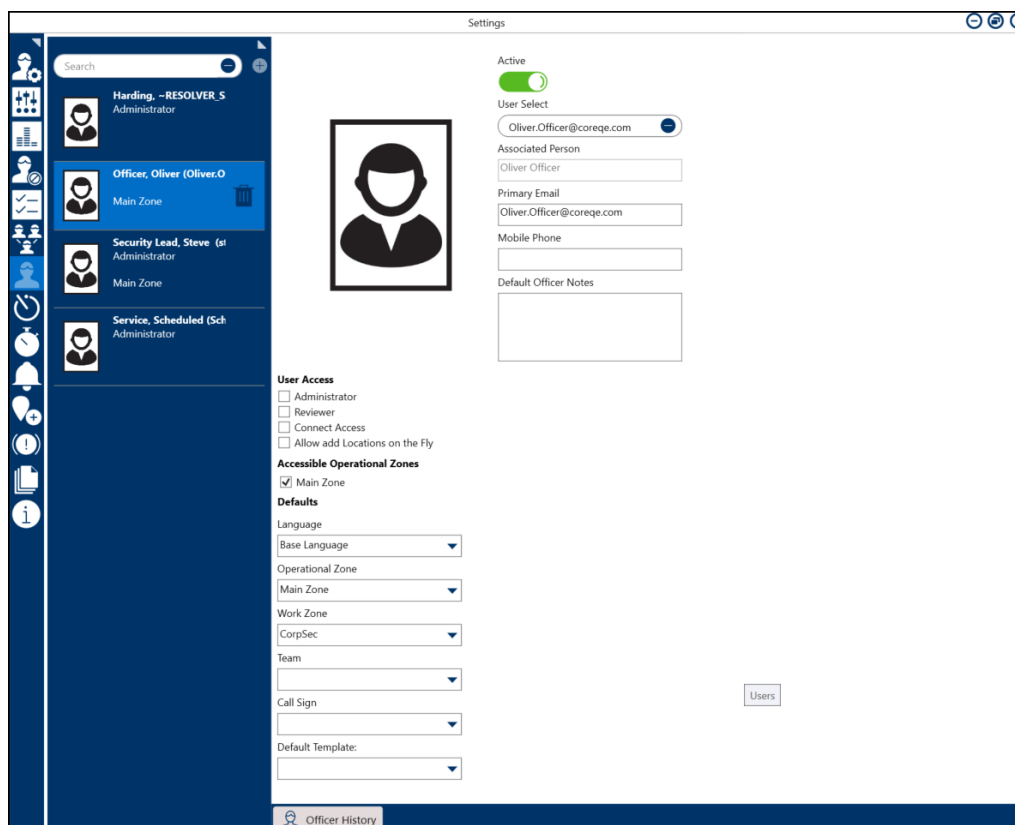 Settings
Search
Harding, ~RESOLVER_S
Administrator
Officer, Oliver (Oliver.O
Main Zone
Security Lead, Steve (st
Administrator
Main Zone
Service, Scheduled (Sch
Administrator
Active
User Select
Oliver.Officer@coreqe.com
Associated Person
Oliver Officer
Primary Email
Oliver.Officer@coreqe.com
Mobile Phone
Default Officer Notes
User Access
Administrator
Reviewer
Connect Access
Allow add Locations on the Fly
Accessible Operational Zones
Main Zone
Defaults
Language
Base Language
Operational Zone
Main Zone
Work Zone
CorpSec
Team
Call Sign
Default Template:
Users
Officer History